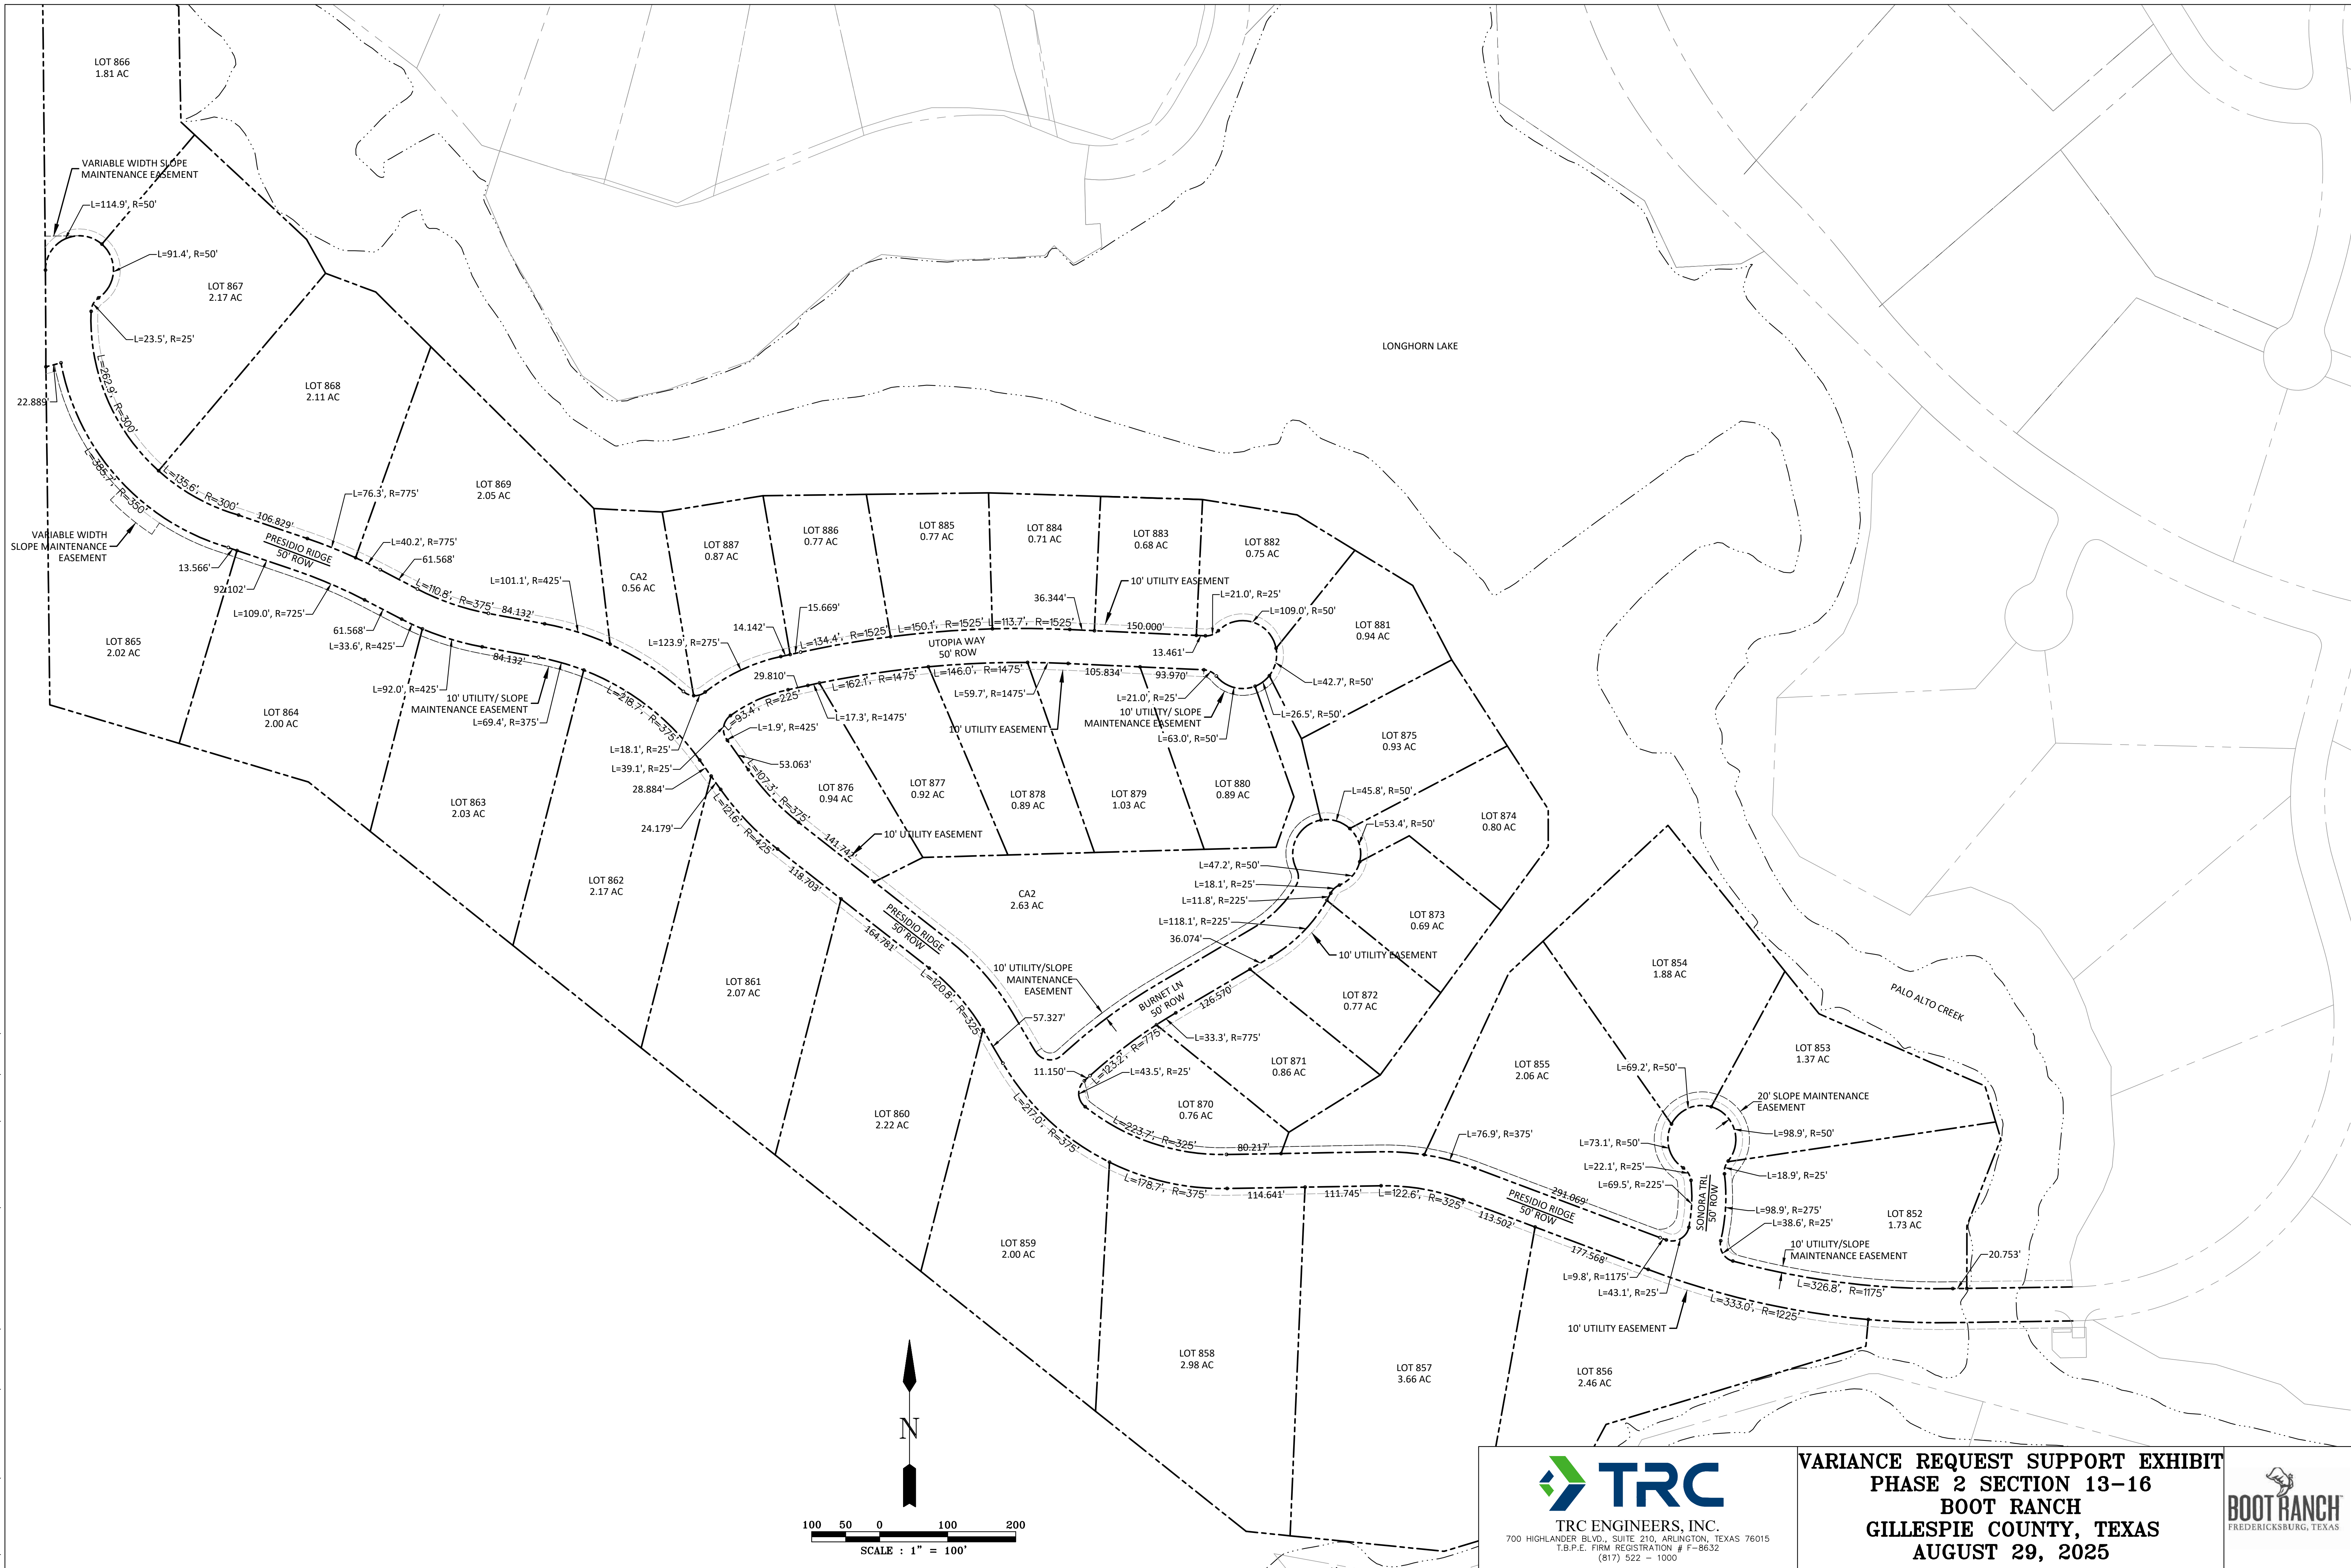 LOT 866
1.81 AC
VARIABLE WIDTH SLOPE
MAINTENANCE EASEMENT
L=114.9', R=50'
L=91.4', R=50'
LOT 867
2.17 AC
L=23.5', R=25'
L=262.9', R=300'
22.889'
LONGHORN LAKE
LOT 868
2.11 AC
L=385.7', R=350'
L=135.6', R=300'
106.829'
L=76.3', R=775'
LOT 869
2.05 AC
VARIABLE WIDTH
SLOPE MAINTENANCE
EASEMENT
PRESIDIO RIDGE
50' ROW
L=40.2', R=775'
61.568'
13.566'
92.102'
L=109.0', R=725'
L=110.8', R=375'
84.132'
L=101.1', R=425'
61.568'
L=33.6', R=425'
84.132'
L=92.0', R=425'
10' UTILITY/ SLOPE
MAINTENANCE EASEMENT
L=69.4', R=375'
LOT 865
2.02 AC
LOT 864
2.00 AC
LOT 863
2.03 AC
LOT 862
2.17 AC
LOT 861
2.07 AC
LOT 860
2.22 AC
LOT 859
2.00 AC
LOT 858
2.98 AC
LOT 857
3.66 AC
LOT 856
2.46 AC
CA2
0.56 AC
LOT 887
0.87 AC
LOT 886
0.77 AC
LOT 885
0.77 AC
LOT 884
0.71 AC
LOT 883
0.68 AC
LOT 882
0.75 AC
10' UTILITY EASEMENT
36.344'
L=21.0', R=25'
L=109.0', R=50'
LOT 881
0.94 AC
15.669'
14.142'
L=123.9', R=275'
L=134.4', R=1525'
L=150.1', R=1525'
L=113.7', R=1525'
150.000'
13.461'
UTOPIA WAY
50' ROW
29.810'
L=93.4', R=225'
L=162.1', R=1475'
L=146.0', R=1475'
L=59.7', R=1475'
105.834'
93.970'
L=42.7', R=50'
L=21.0', R=25'
10' UTILITY/ SLOPE
MAINTENANCE EASEMENT
L=26.5', R=50'
L=63.0', R=50'
L=1.9', R=425'
L=17.3', R=1475'
10' UTILITY EASEMENT
L=218.7', R=375'
L=18.1', R=25'
L=39.1', R=25'
28.884'
53.063'
24.179'
L=107.3', R=375'
L=121.6', R=425'
LOT 876
0.94 AC
LOT 877
0.92 AC
LOT 878
0.89 AC
LOT 879
1.03 AC
LOT 880
0.89 AC
LOT 875
0.93 AC
LOT 874
0.80 AC
141.742'
10' UTILITY EASEMENT
118.703'
L=45.8', R=50'
L=53.4', R=50'
L=47.2', R=50'
L=18.1', R=25'
L=11.8', R=225'
L=118.1', R=225'
36.074'
CA2
2.63 AC
LOT 873
0.69 AC
10' UTILITY EASEMENT
PRESIDIO RIDGE
50' ROW
164.781'
L=120.8', R=325'
10' UTILITY/SLOPE
MAINTENANCE
EASEMENT
BURNET LN
50' ROW
126.570'
LOT 872
0.77 AC
57.327'
L=33.3', R=775'
L=123.2', R=775'
11.150'
L=43.5', R=25'
LOT 871
0.86 AC
LOT 870
0.76 AC
L=217.0', R=375'
L=223.7', R=325'
80.217'
L=178.7', R=375'
114.641'
111.745'
L=122.6', R=325'
113.502'
L=76.9', R=375'
291.069'
PRESIDIO RIDGE
50' ROW
177.568'
LOT 855
2.06 AC
LOT 854
1.88 AC
LOT 853
1.37 AC
LOT 852
1.73 AC
PALO ALTO CREEK
L=69.2', R=50'
20' SLOPE MAINTENANCE
EASEMENT
L=98.9', R=50'
L=73.1', R=50'
L=22.1', R=25'
L=69.5', R=225'
L=18.9', R=25'
SONORA TRL
50' ROW
L=98.9', R=275'
L=38.6', R=25'
10' UTILITY/SLOPE
MAINTENANCE EASEMENT
20.753'
L=9.8', R=1175'
L=43.1', R=25'
L=326.8', R=1175'
L=333.0', R=1225'
10' UTILITY EASEMENT
N
100 50 0 100 200
SCALE : 1" = 100'
TRC
TRC ENGINEERS, INC.
700 HIGHLANDER BLVD., SUITE 210, ARLINGTON, TEXAS 76015
T.B.P.E. FIRM REGISTRATION # F-8632
(817) 522 - 1000
VARIANCE REQUEST SUPPORT EXHIBIT
PHASE 2 SECTION 13-16
BOOT RANCH
GILLESPIE COUNTY, TEXAS
AUGUST 29, 2025
BOOT RANCH
FREDERICKSBURG, TEXAS